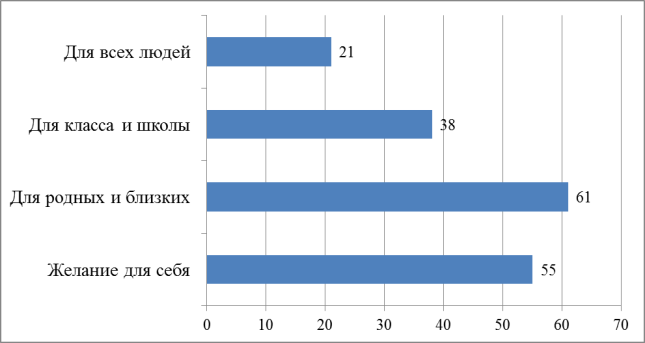 Для всех людей 21
Для класса и школы 38
Для родных и близких 61
Желание для себя 55
0 10 20 30 40 50 60 70